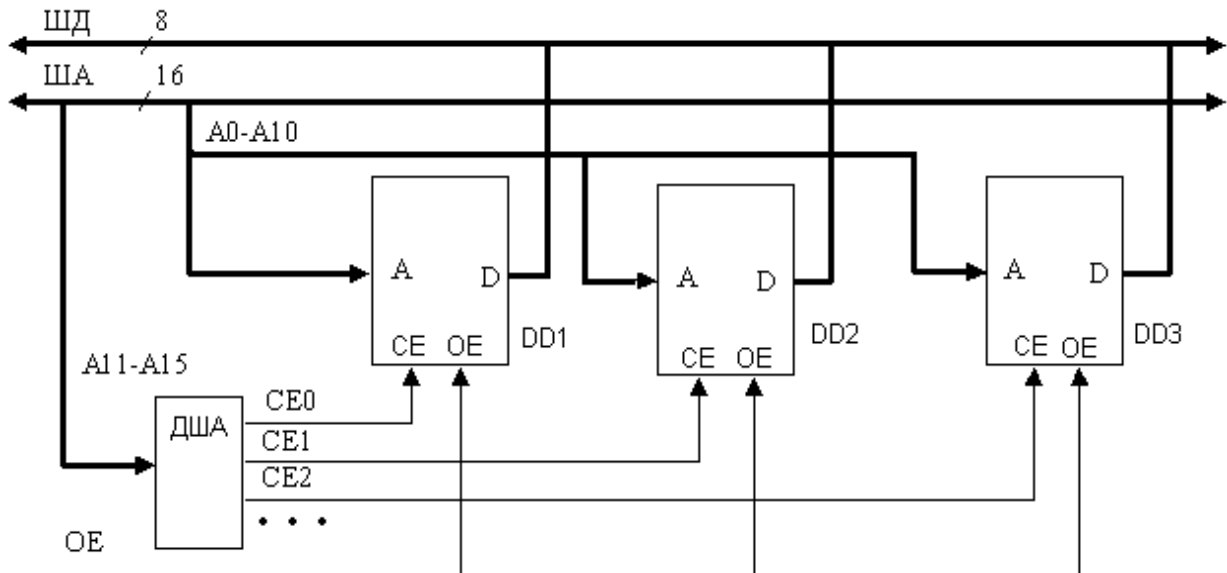 ШД 8
ША 16
A0-A10
A D
CE OE
DD1
A D
CE OE
DD2
A D
CE OE
DD3
A11-A15
ДША
CE0
CE1
CE2
• • •
OE